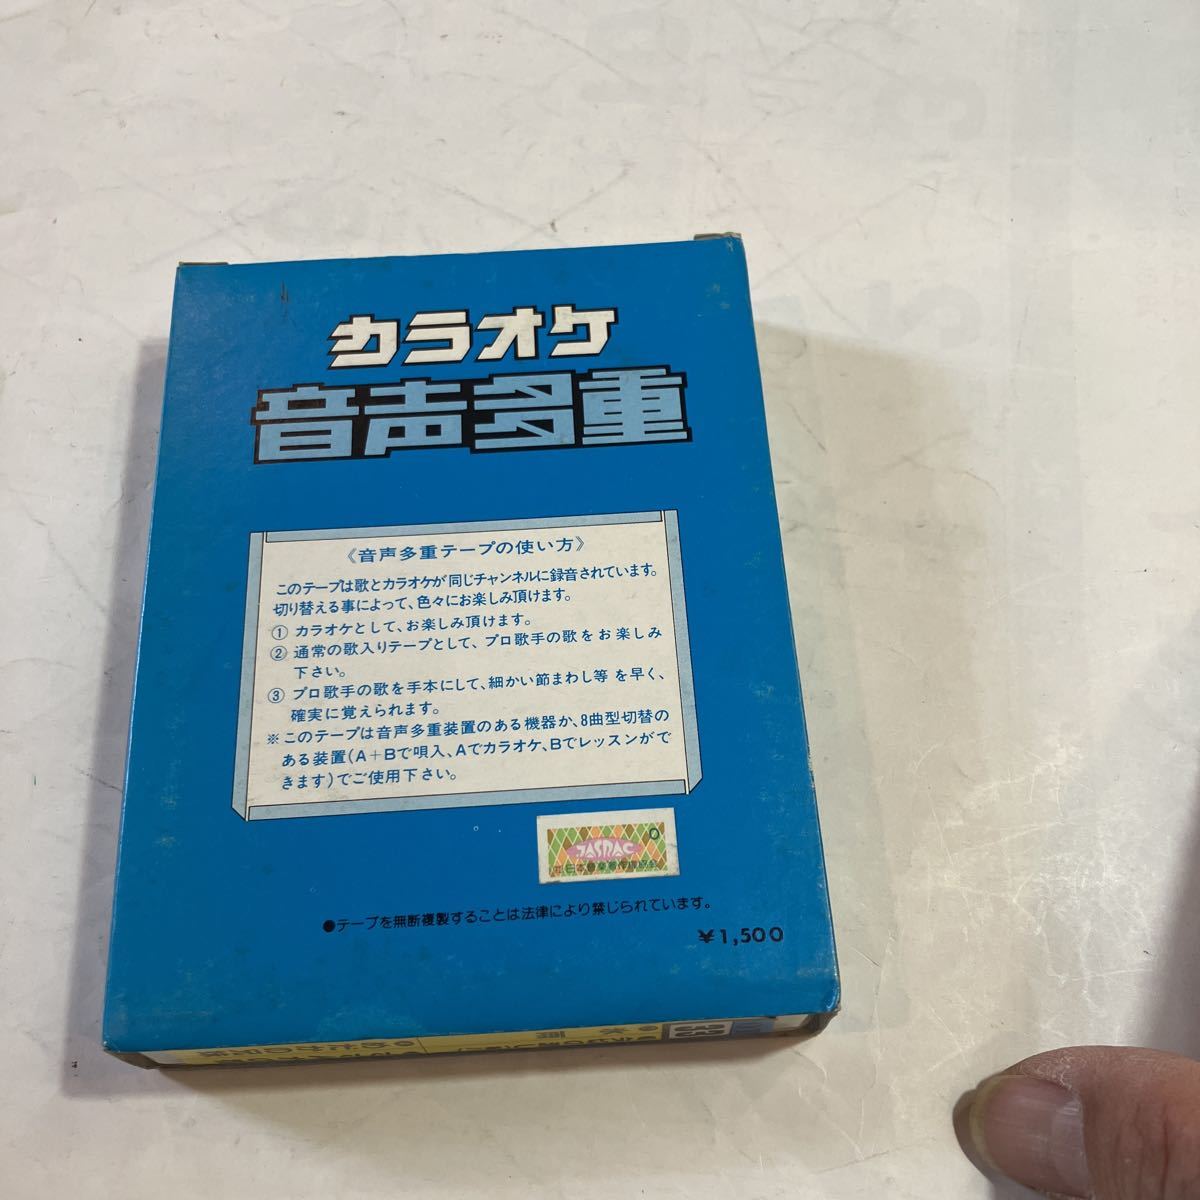 カラオケ
音声多重
《音声多重テープの使い方》
このテープは歌とカラオケが同じチャンネルに録音されています。
切り替える事によって、色々にお楽しみ頂けます。
① カラオケとして、お楽しみ頂けます。
② 通常の歌入りテープとして、プロ歌手の歌をお楽しみ
下さい。
③ プロ歌手の歌を手本にして、細かい節まわし等を早く、
確実に覚えられます。
※このテープは音声多重装置のある機器か、8曲型切替の
ある装置(A+Bで唄入、Aでカラオケ、Bでレッスンがで
きます)でご使用下さい。
0
JASRAC
日本音楽著作権協会
●テープを無断複製することは法律により禁じられています。
¥1,500